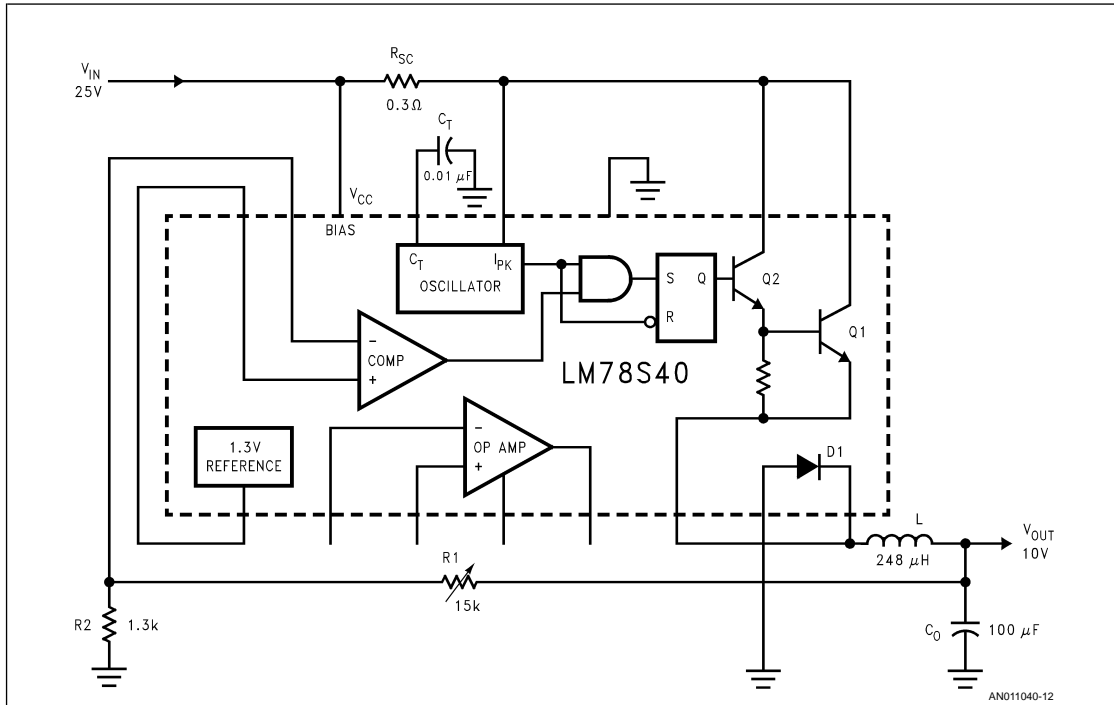 R_SC
V_IN
25V
0.3Ω
C_T
0.01 μF
V_CC
BIAS
C_T
I_PK
OSCILLATOR
S
Q
R
Q2
Q1
-
COMP
+
LM78S40
-
OP AMP
+
1.3V
REFERENCE
D1
L
248 μH
V_OUT
10V
R1
15k
R2
1.3k
C_O
100 μF
AN011040-12